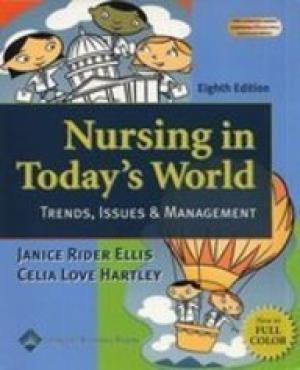 Eighth Edition
Nursing in
Today's World
TRENDS, ISSUES & MANAGEMENT
JANICE RIDER ELLIS
CELIA LOVE HARTLEY
Now in
FULL
COLOR